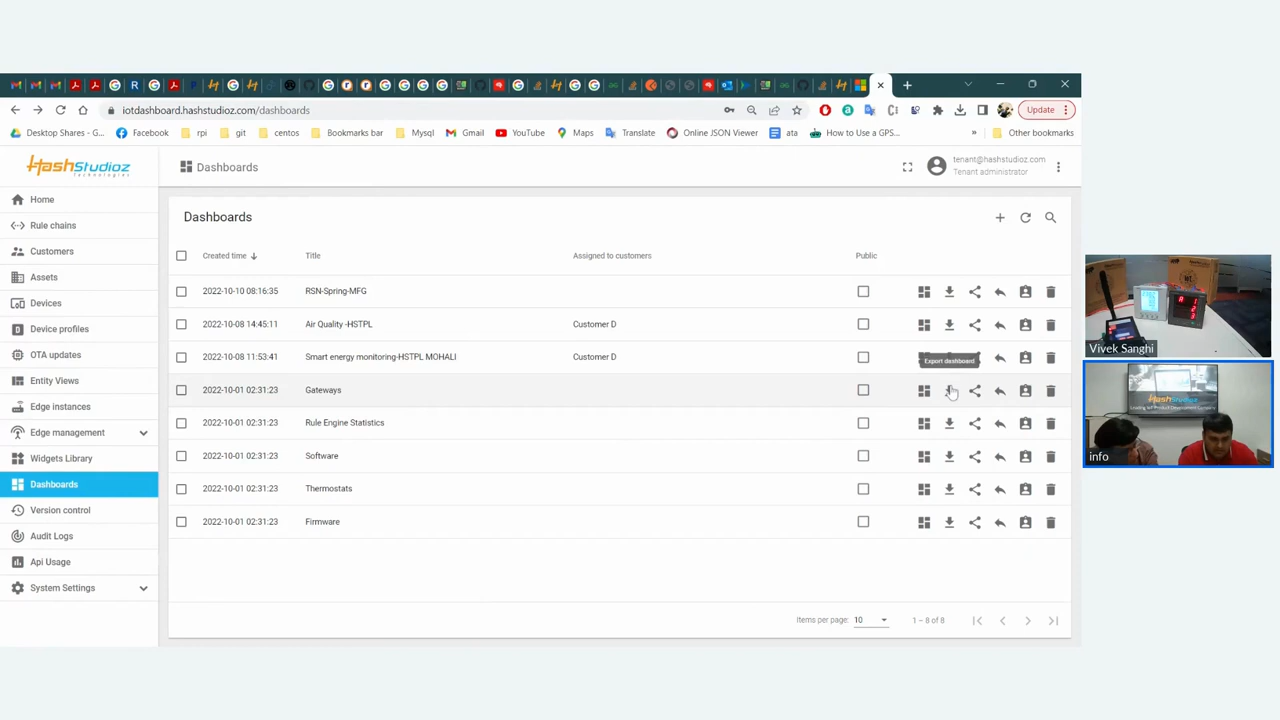 iotdashboard.hashstudioz.com/dashboards
Update
Desktop Shares - G...
Facebook
rpi
git
centos
Bookmarks bar
Mysql
Gmail
YouTube
Maps
Translate
Online JSON Viewer
ata
How to Use a GPS...
»
Other bookmarks
HashStudioz
Technologies
Dashboards
tenant@hashstudioz.com
Tenant administrator
Home
Rule chains
Customers
Assets
Devices
Device profiles
OTA updates
Entity Views
Edge instances
Edge management
Widgets Library
Dashboards
Version control
Audit Logs
Api Usage
System Settings
Dashboards
Created time Title Assigned to customers Public
2022-10-10 08:16:35 RSN-Spring-MFG
2022-10-08 14:45:11 Air Quality -HSTPL Customer D
2022-10-08 11:53:41 Smart energy monitoring-HSTPL MOHALI Customer D
Export dashboard
2022-10-01 02:31:23 Gateways
2022-10-01 02:31:23 Rule Engine Statistics
2022-10-01 02:31:23 Software
2022-10-01 02:31:23 Thermostats
2022-10-01 02:31:23 Firmware
Items per page: 10 1 – 8 of 8
Vivek Sanghi
HashStudioz
info